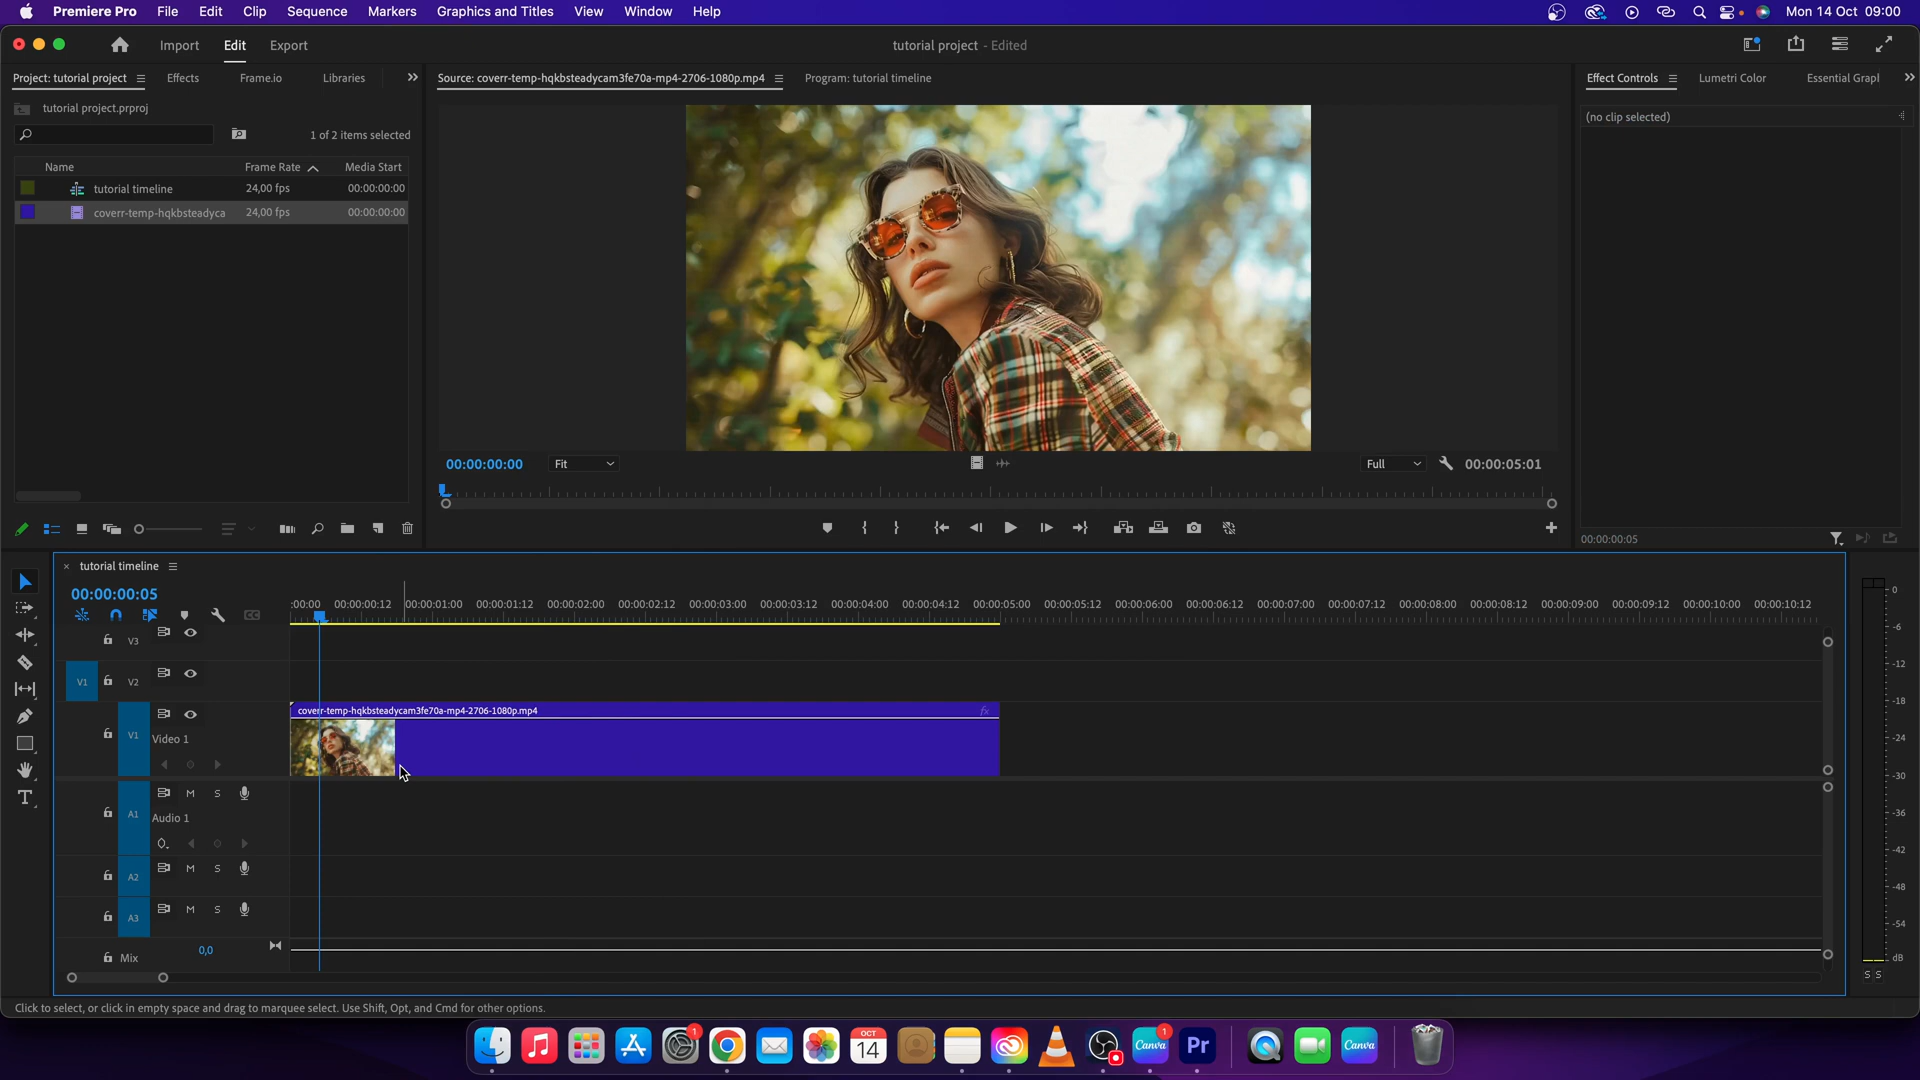 Premiere Pro File Edit Clip Sequence Markers Graphics and Titles View Window Help Mon 14 Oct 09:00
Import Edit Export tutorial project - Edited
Project: tutorial project Effects Frame.io Libraries Source: coverr-temp-hqkbsteadycam3fe70a-mp4-2706-1080p.mp4 Program: tutorial timeline Effect Controls Lumetri Color Essential Grapl
tutorial project.prproj
(no clip selected)
1 of 2 items selected
Name Frame Rate Media Start
tutorial timeline 24,00 fps 00:00:00:00
coverr-temp-hqkbsteadyca 24,00 fps 00:00:00:00
00:00:00:00 Fit Full 00:00:05:01
00:00:00:05
tutorial timeline
00:00:00:05
CC
:00:00 00:00:00:12 00:00:01:00 00:00:01:12 00:00:02:00 00:00:02:12 00:00:03:00 00:00:03:12 00:00:04:00 00:00:04:12 00:00:05:00 00:00:05:12 00:00:06:00 00:00:06:12 00:00:07:00 00:00:07:12 00:00:08:00 00:00:08:12 00:00:09:00 00:00:09:12 00:00:10:00 00:00:10:12
V3
V1 V2
coverr-temp-hqkbsteadycam3fe70a-mp4-2706-1080p.mp4 fx
V1 Video 1
A1 M S
Audio 1
A2 M S
A3 M S
Mix 0,0
0
-6
-12
-18
-24
-30
-36
-42
-48
-54
dB
S S
Click to select, or click in empty space and drag to marquee select. Use Shift, Opt, and Cmd for other options.
1 OCT 14 Canva 1 Pr Canva